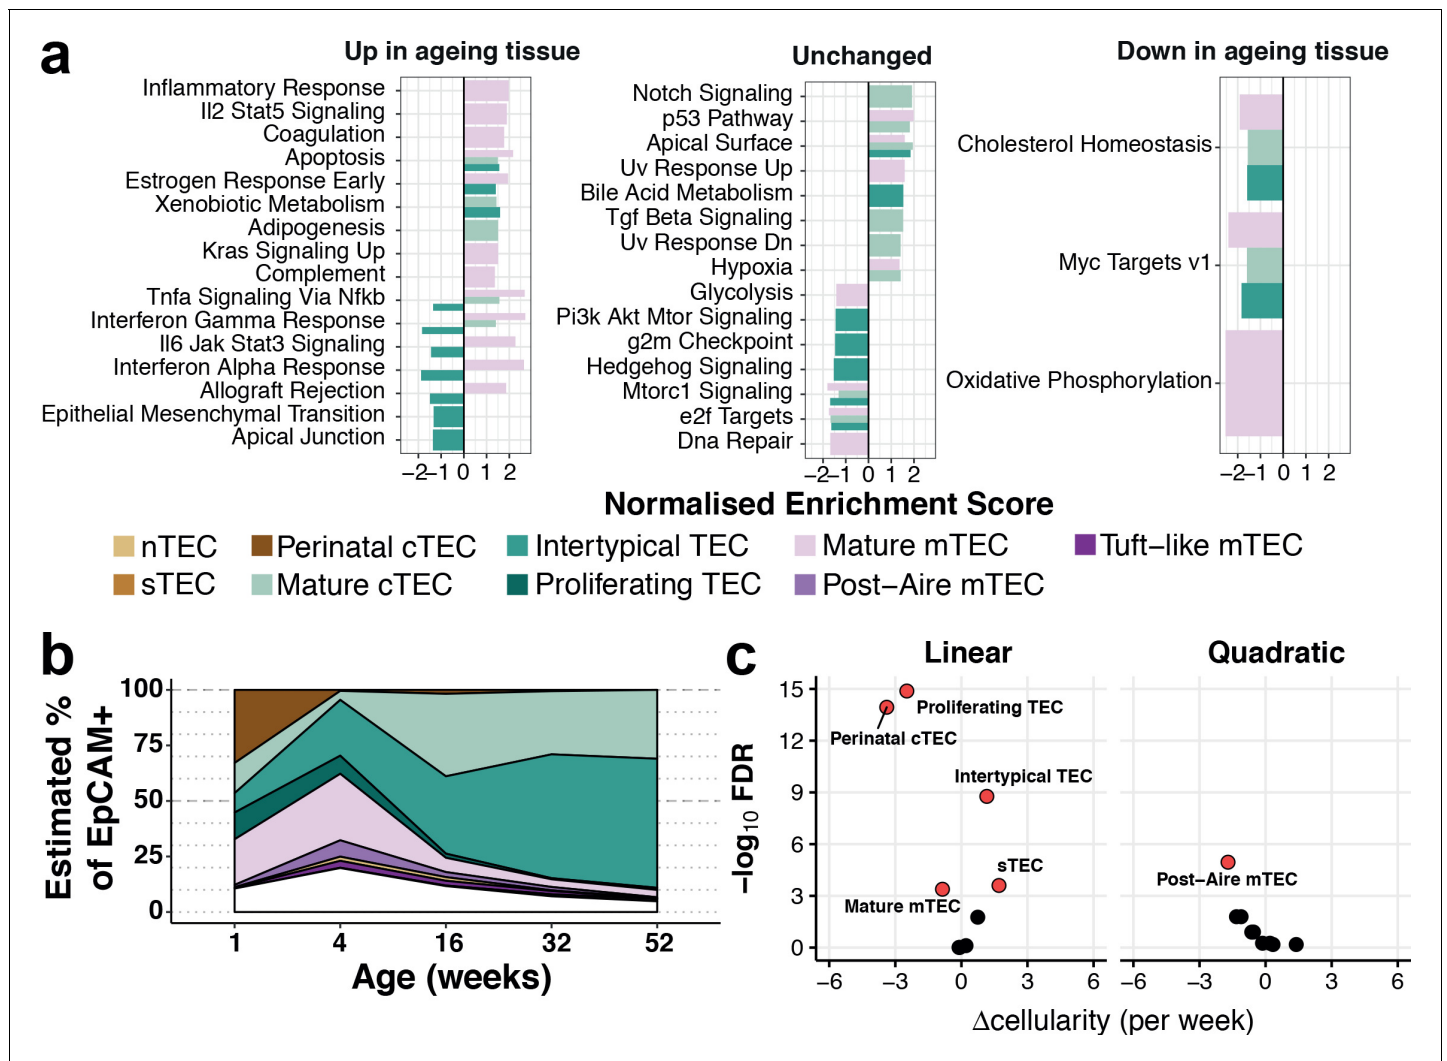 a
Up in ageing tissue
Inflammatory Response
Il2 Stat5 Signaling
Coagulation
Apoptosis
Estrogen Response Early
Xenobiotic Metabolism
Adipogenesis
Kras Signaling Up
Complement
Tnfa Signaling Via Nfkb
Interferon Gamma Response
Il6 Jak Stat3 Signaling
Interferon Alpha Response
Allograft Rejection
Epithelial Mesenchymal Transition
Apical Junction
−2 −1 0 1 2
Unchanged
Notch Signaling
p53 Pathway
Apical Surface
Uv Response Up
Bile Acid Metabolism
Tgf Beta Signaling
Uv Response Dn
Hypoxia
Glycolysis
Pi3k Akt Mtor Signaling
g2m Checkpoint
Hedgehog Signaling
Mtorc1 Signaling
e2f Targets
Dna Repair
−2 −1 0 1 2
Down in ageing tissue
Cholesterol Homeostasis
Myc Targets v1
Oxidative Phosphorylation
−2 −1 0 1 2
Normalised Enrichment Score
nTEC Perinatal cTEC Intertypical TEC Mature mTEC Tuft−like mTEC
sTEC Mature cTEC Proliferating TEC Post−Aire mTEC
b
Estimated %
of EpCAM+
100
75
50
25
0
1 4 16 32 52
Age (weeks)
c
Linear
Quadratic
−log10 FDR
15
12
9
6
3
0
Proliferating TEC
Perinatal cTEC
Intertypical TEC
sTEC
Mature mTEC
Post−Aire mTEC
−6 −3 0 3 6
−6 −3 0 3 6
Δcellularity (per week)